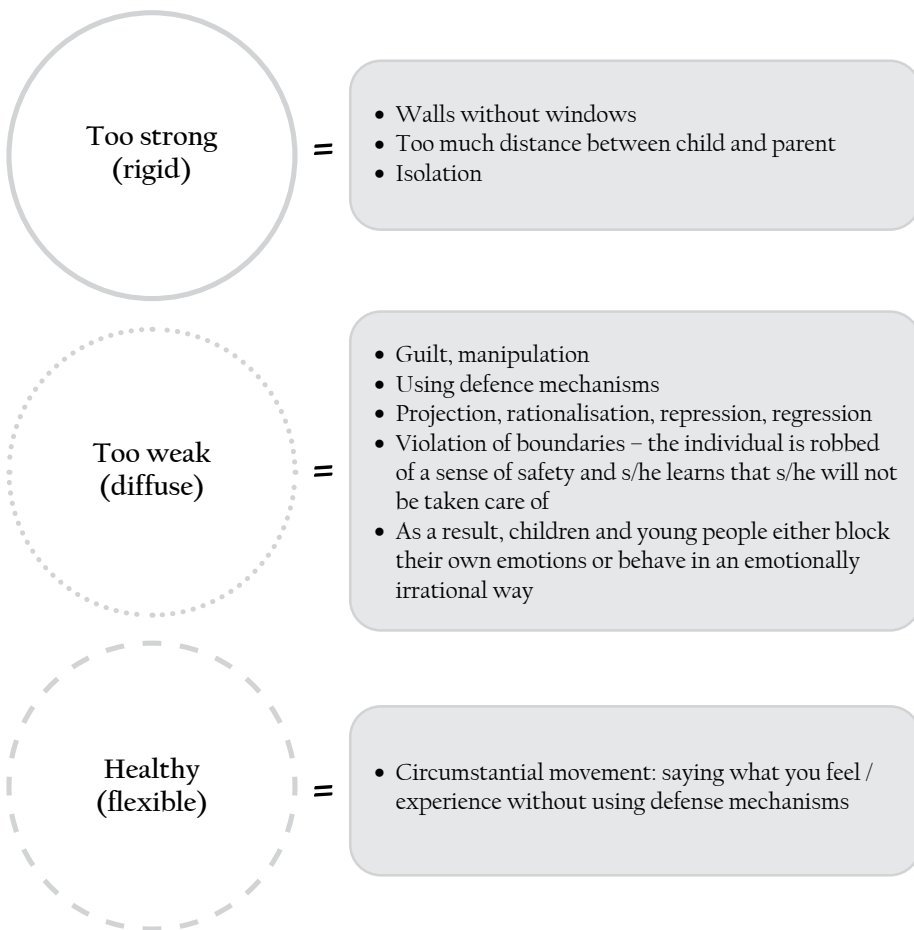 Too strong
(rigid)
=
• Walls without windows
• Too much distance between child and parent
• Isolation
Too weak
(diffuse)
=
• Guilt, manipulation
• Using defence mechanisms
• Projection, rationalisation, repression, regression
• Violation of boundaries – the individual is robbed
of a sense of safety and s/he learns that s/he will not
be taken care of
• As a result, children and young people either block
their own emotions or behave in an emotionally
irrational way
Healthy
(flexible)
=
• Circumstantial movement: saying what you feel /
experience without using defense mechanisms